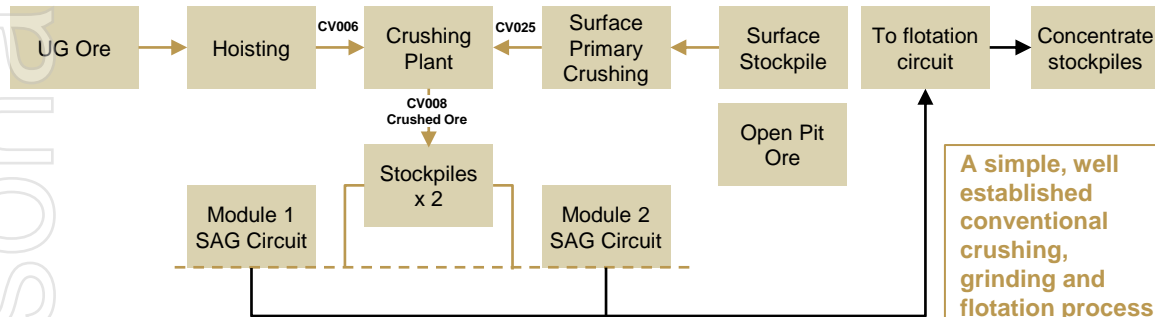 CV006
CV025
UG Ore
Hoisting
Crushing
Plant
Surface
Primary
Crushing
Surface
Stockpile
To flotation
circuit
Concentrate
stockpiles
CV008
Crushed Ore
Open Pit
Ore
Stockpiles
x 2
Module 1
SAG Circuit
Module 2
SAG Circuit
A simple, well
established
conventional
crushing,
grinding and
flotation process